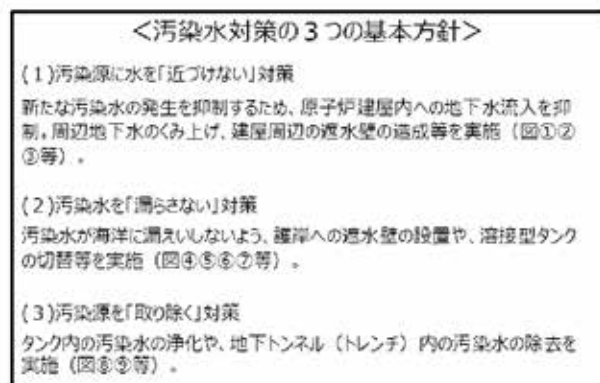 ＜汚染水対策の３つの基本方針＞
(１)汚染源に水を「近づけない」対策
新たな汚染水の発生を抑制するため、原子炉建屋内への地下水流入を抑
制，周辺地下水のくみ上げ、建屋周辺の遮水壁の造成等を実施（図①②
③等）。
(２)汚染水を「漏らさない」対策
汚染水が海洋に漏えいしないよう、護岸への遮水壁の設置や、溶接型タンク
の切替等を実施（図④⑤⑥⑦等）。
(３)汚染源を「取り除く」対策
タンク内の汚染水の浄化や、地下トンネル（トレンチ）内の汚染水の除去を
実施（図⑧⑨等）。